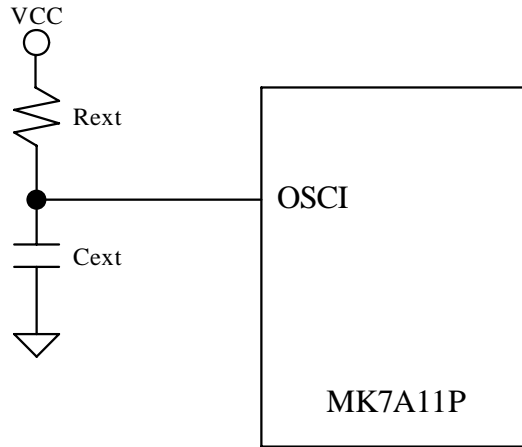 VCC
Rext
OSCI
Cext
MK7A11P